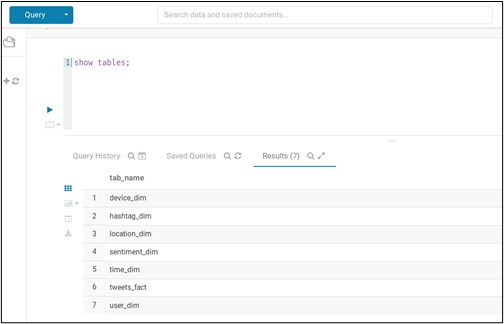 Query
Search data and saved documents...
1 show tables;
Query History
Saved Queries
Results (7)
tab_name
1 device_dim
2 hashtag_dim
3 location_dim
4 sentiment_dim
5 time_dim
6 tweets_fact
7 user_dim